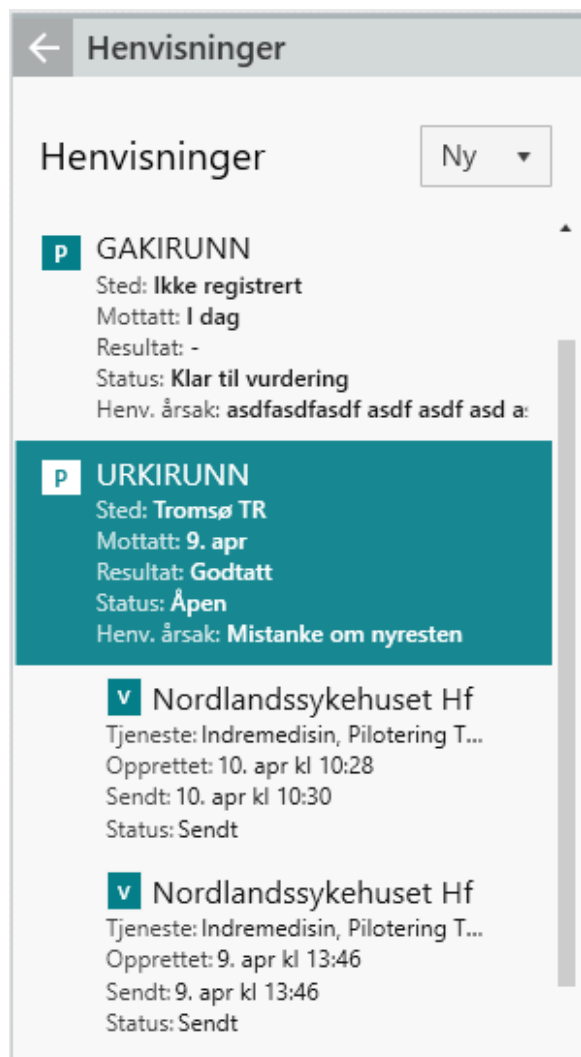 Henvisninger
Henvisninger
Ny
P GAKIRUNN
Sted: Ikke registrert
Mottatt: I dag
Resultat: -
Status: Klar til vurdering
Henv. årsak: asdfasdfasdf asdf asdf asd a
P URKIRUNN
Sted: Tromsø TR
Mottatt: 9. apr
Resultat: Godtatt
Status: Åpen
Henv. årsak: Mistanke om nyresten
V Nordlandssykehuset Hf
Tjeneste: Indremedisin, Pilotering T...
Opprettet: 10. apr kl 10:28
Sendt: 10. apr kl 10:30
Status: Sendt
V Nordlandssykehuset Hf
Tjeneste: Indremedisin, Pilotering T...
Opprettet: 9. apr kl 13:46
Sendt: 9. apr kl 13:46
Status: Sendt